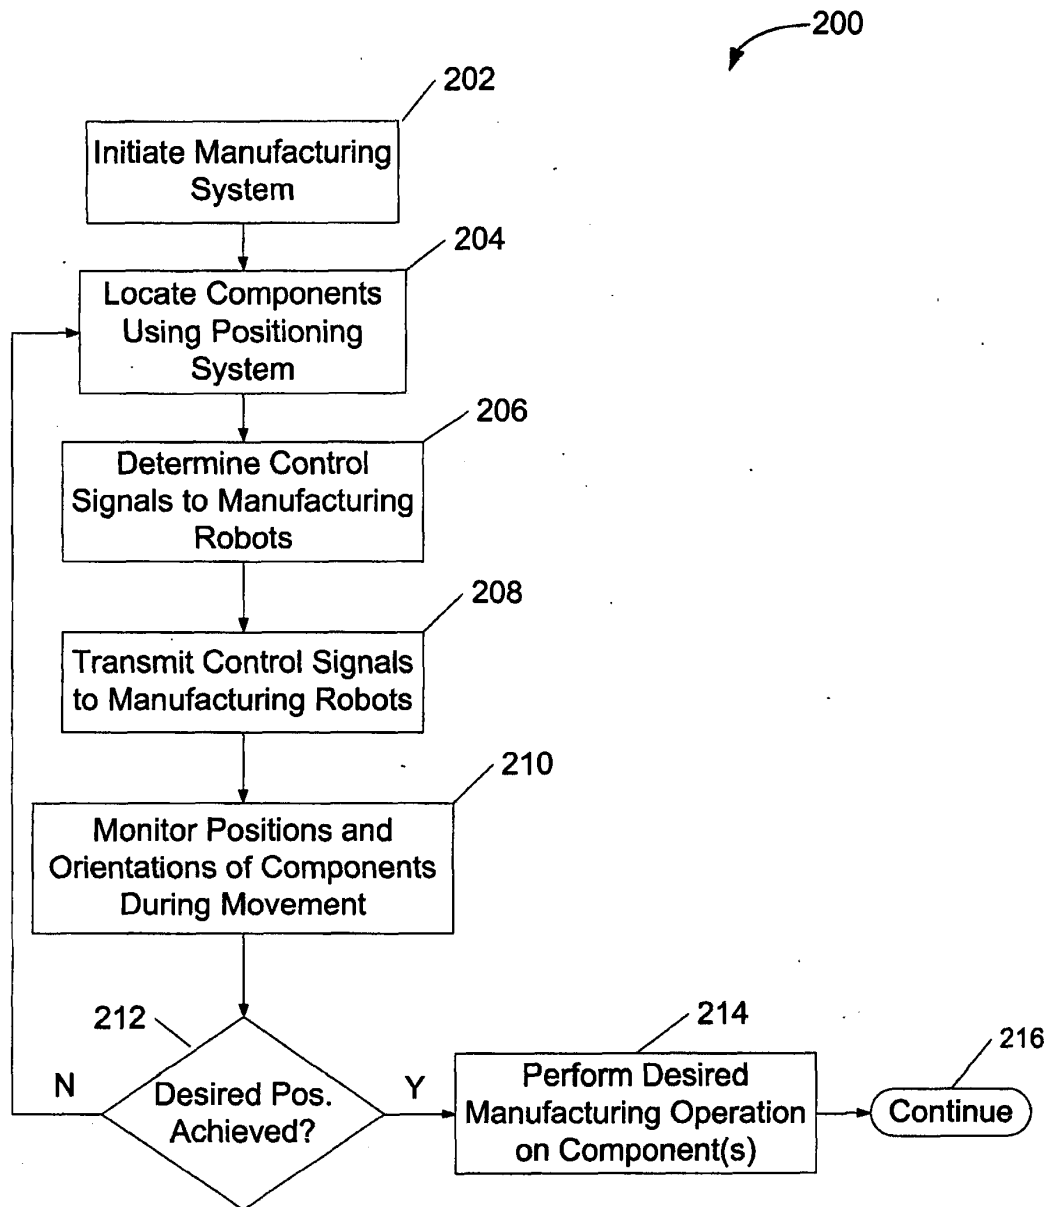 200
202
Initiate Manufacturing
System
204
Locate Components
Using Positioning
System
206
Determine Control
Signals to Manufacturing
Robots
208
Transmit Control Signals
to Manufacturing Robots
210
Monitor Positions and
Orientations of Components
During Movement
212
Desired Pos.
Achieved?
N
Y
214
Perform Desired
Manufacturing Operation
on Component(s)
216
Continue